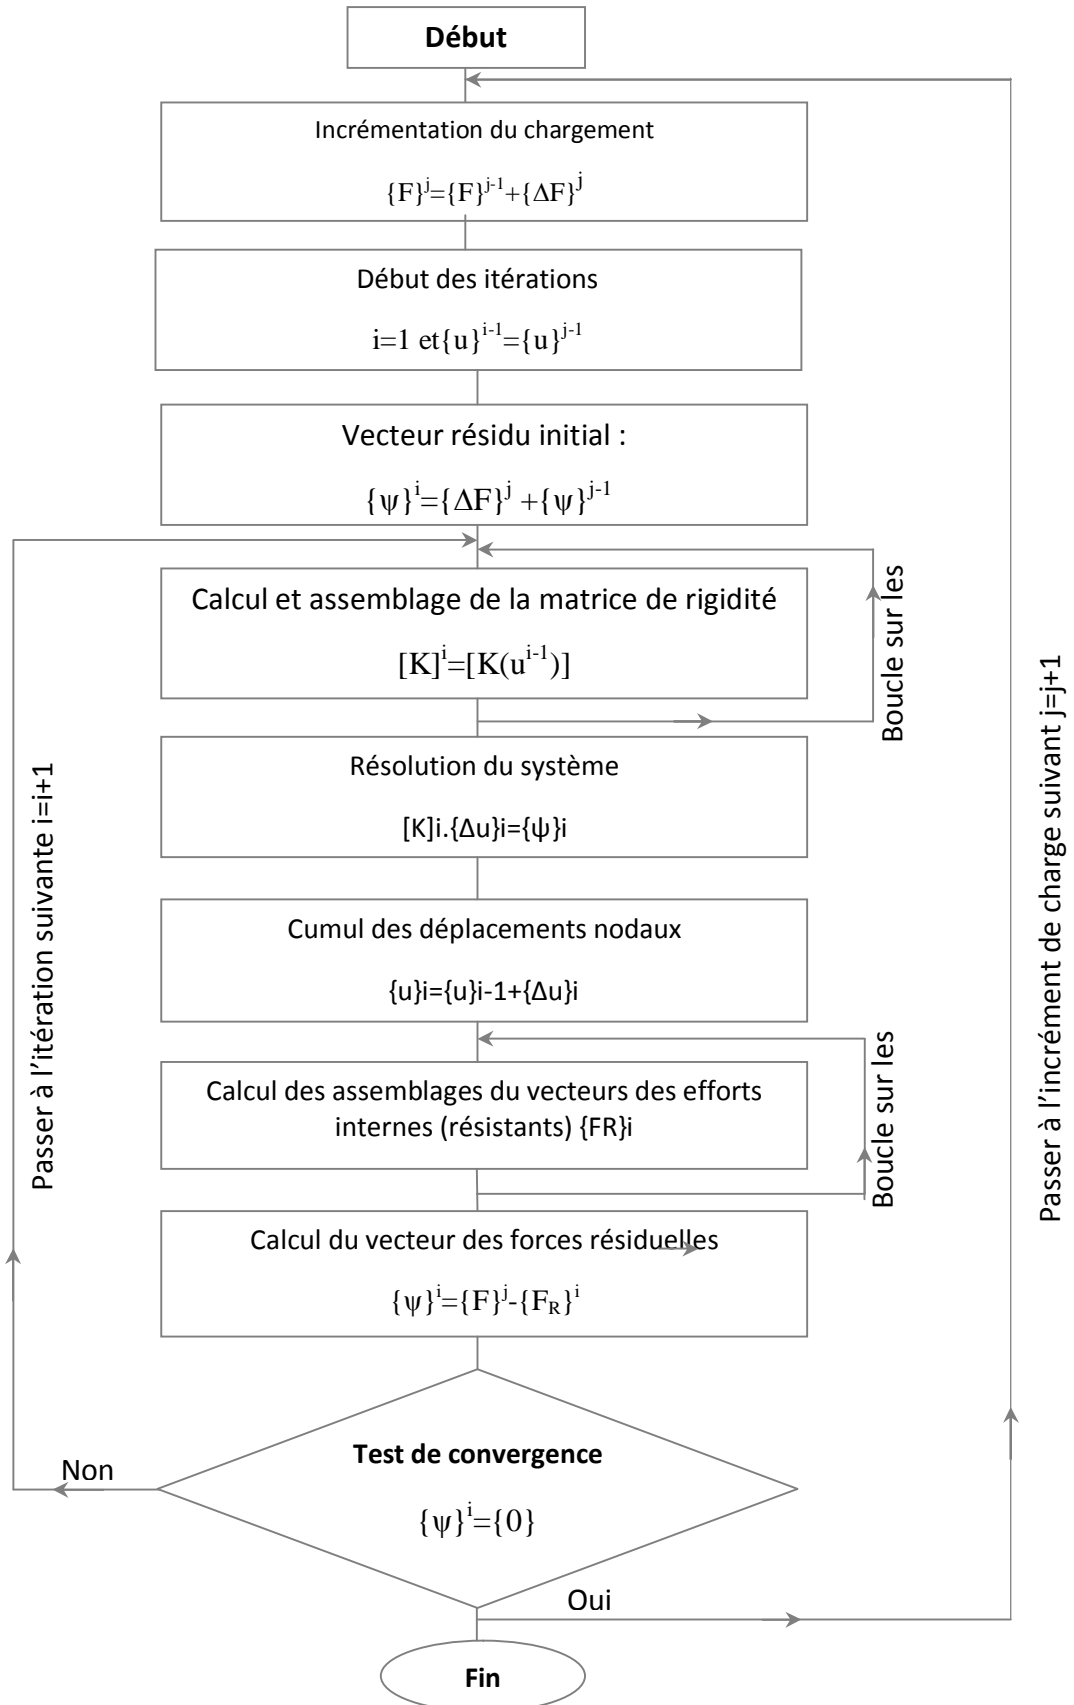 Début
Incrémentation du chargement
{F}^j={F}^j-1+{ΔF}^j
Début des itérations
i=1 et{u}^i-1={u}^j-1
Vecteur résidu initial :
{ψ}^i={ΔF}^j +{ψ}^j-1
Calcul et assemblage de la matrice de rigidité
[K]^i=[K(u^i-1)]
Boucle sur les
Résolution du système
[K]i.{Δu}i={ψ}i
Cumul des déplacements nodaux
{u}i={u}i-1+{Δu}i
Calcul des assemblages du vecteurs des efforts
internes (résistants) {FR}i
Boucle sur les
Calcul du vecteur des forces résiduelles
{ψ}^i={F}^j-{F_R}^i
Test de convergence
{ψ}^i={0}
Non
Passer à l’itération suivante i=i+1
Oui
Passer à l’incrément de charge suivant j=j+1
Fin